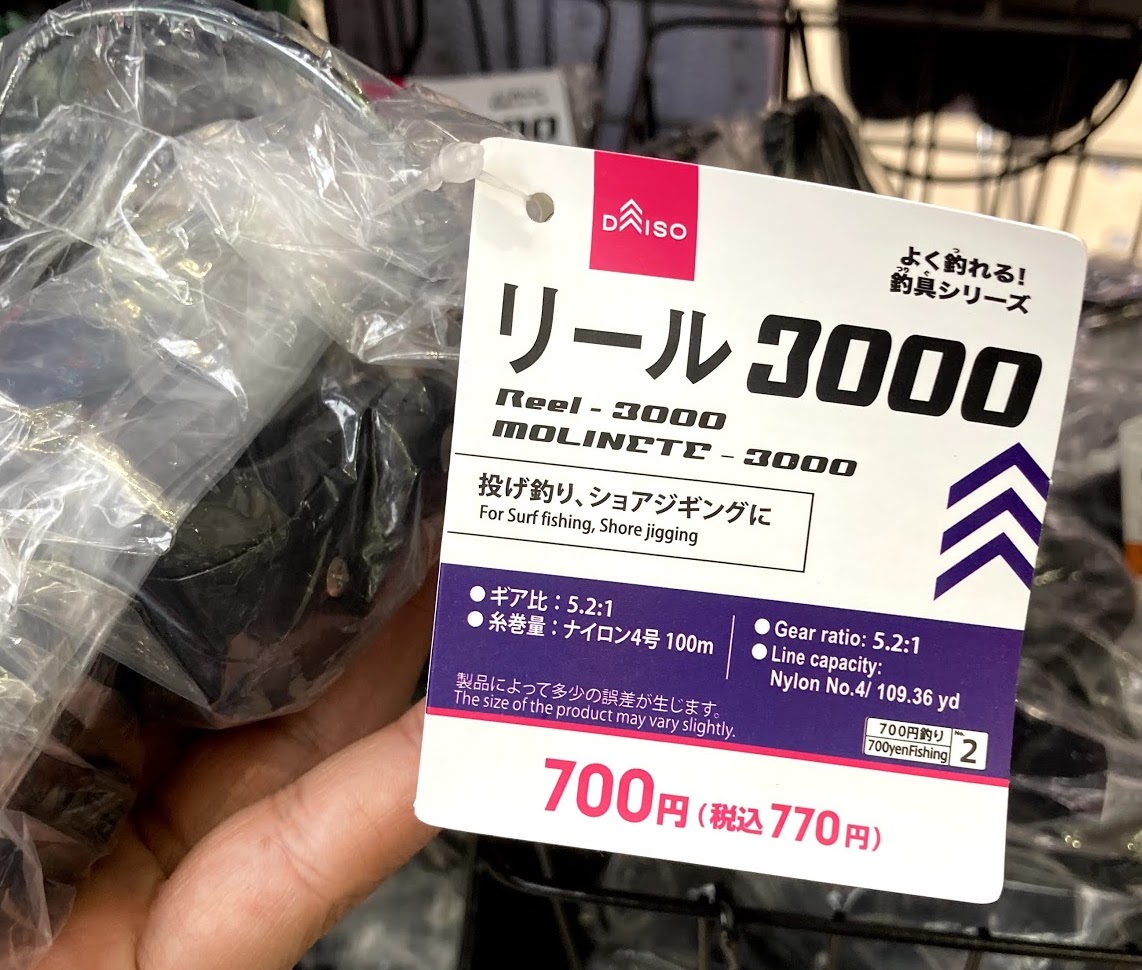 DAISO
よく釣れる!
釣具シリーズ
リール3000
Reel - 3000
MOLINETE - 3000
投げ釣り、ショアジギングに
For Surf fishing, Shore jigging
●ギア比：5.2:1
●糸巻量：ナイロン4号 100m
●Gear ratio: 5.2:1
●Line capacity:
Nylon No.4/ 109.36 yd
製品によって多少の誤差が生じます。
The size of the product may vary slightly.
700円釣り
700yenFishing
No.
2
700円(税込770円)